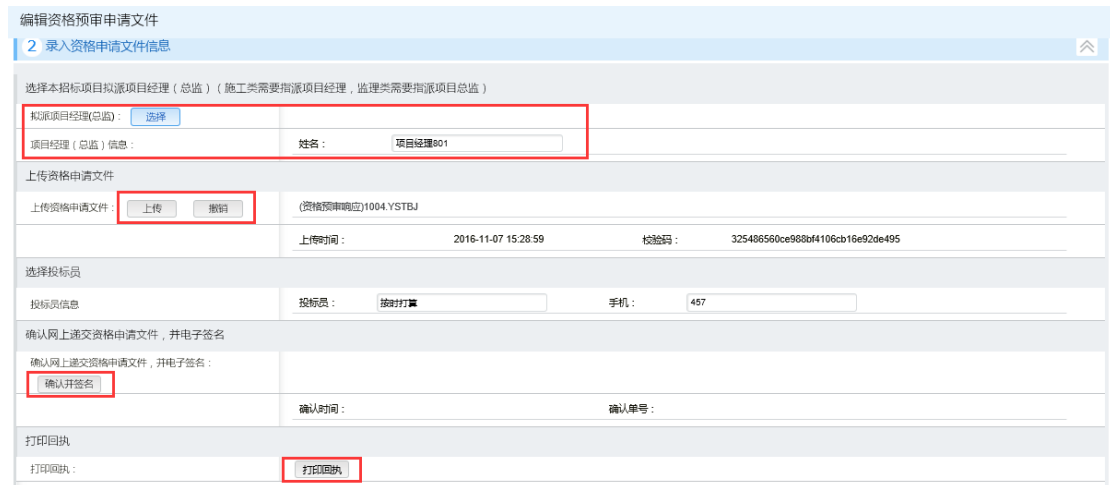 编辑资格预审申请文件
2 录入资格申请文件信息
选择本招标项目拟派项目经理（总监）（施工类需要指派项目经理，监理类需要指派项目总监）
拟派项目经理(总监)： 选择
项目经理（总监）信息： 姓名： 项目经理801
上传资格申请文件
上传资格申请文件： 上传 撤销 (资格预审响应)1004.YSTBJ
上传时间： 2016-11-07 15:28:59 校验码： 325486560ce988bf4106cb16e92de495
选择投标员
投标员信息 投标员： 按时打算 手机： 457
确认网上递交资格申请文件，并电子签名
确认网上递交资格申请文件，并电子签名：
确认并签名
确认时间： 确认单号：
打印回执
打印回执： 打印回执